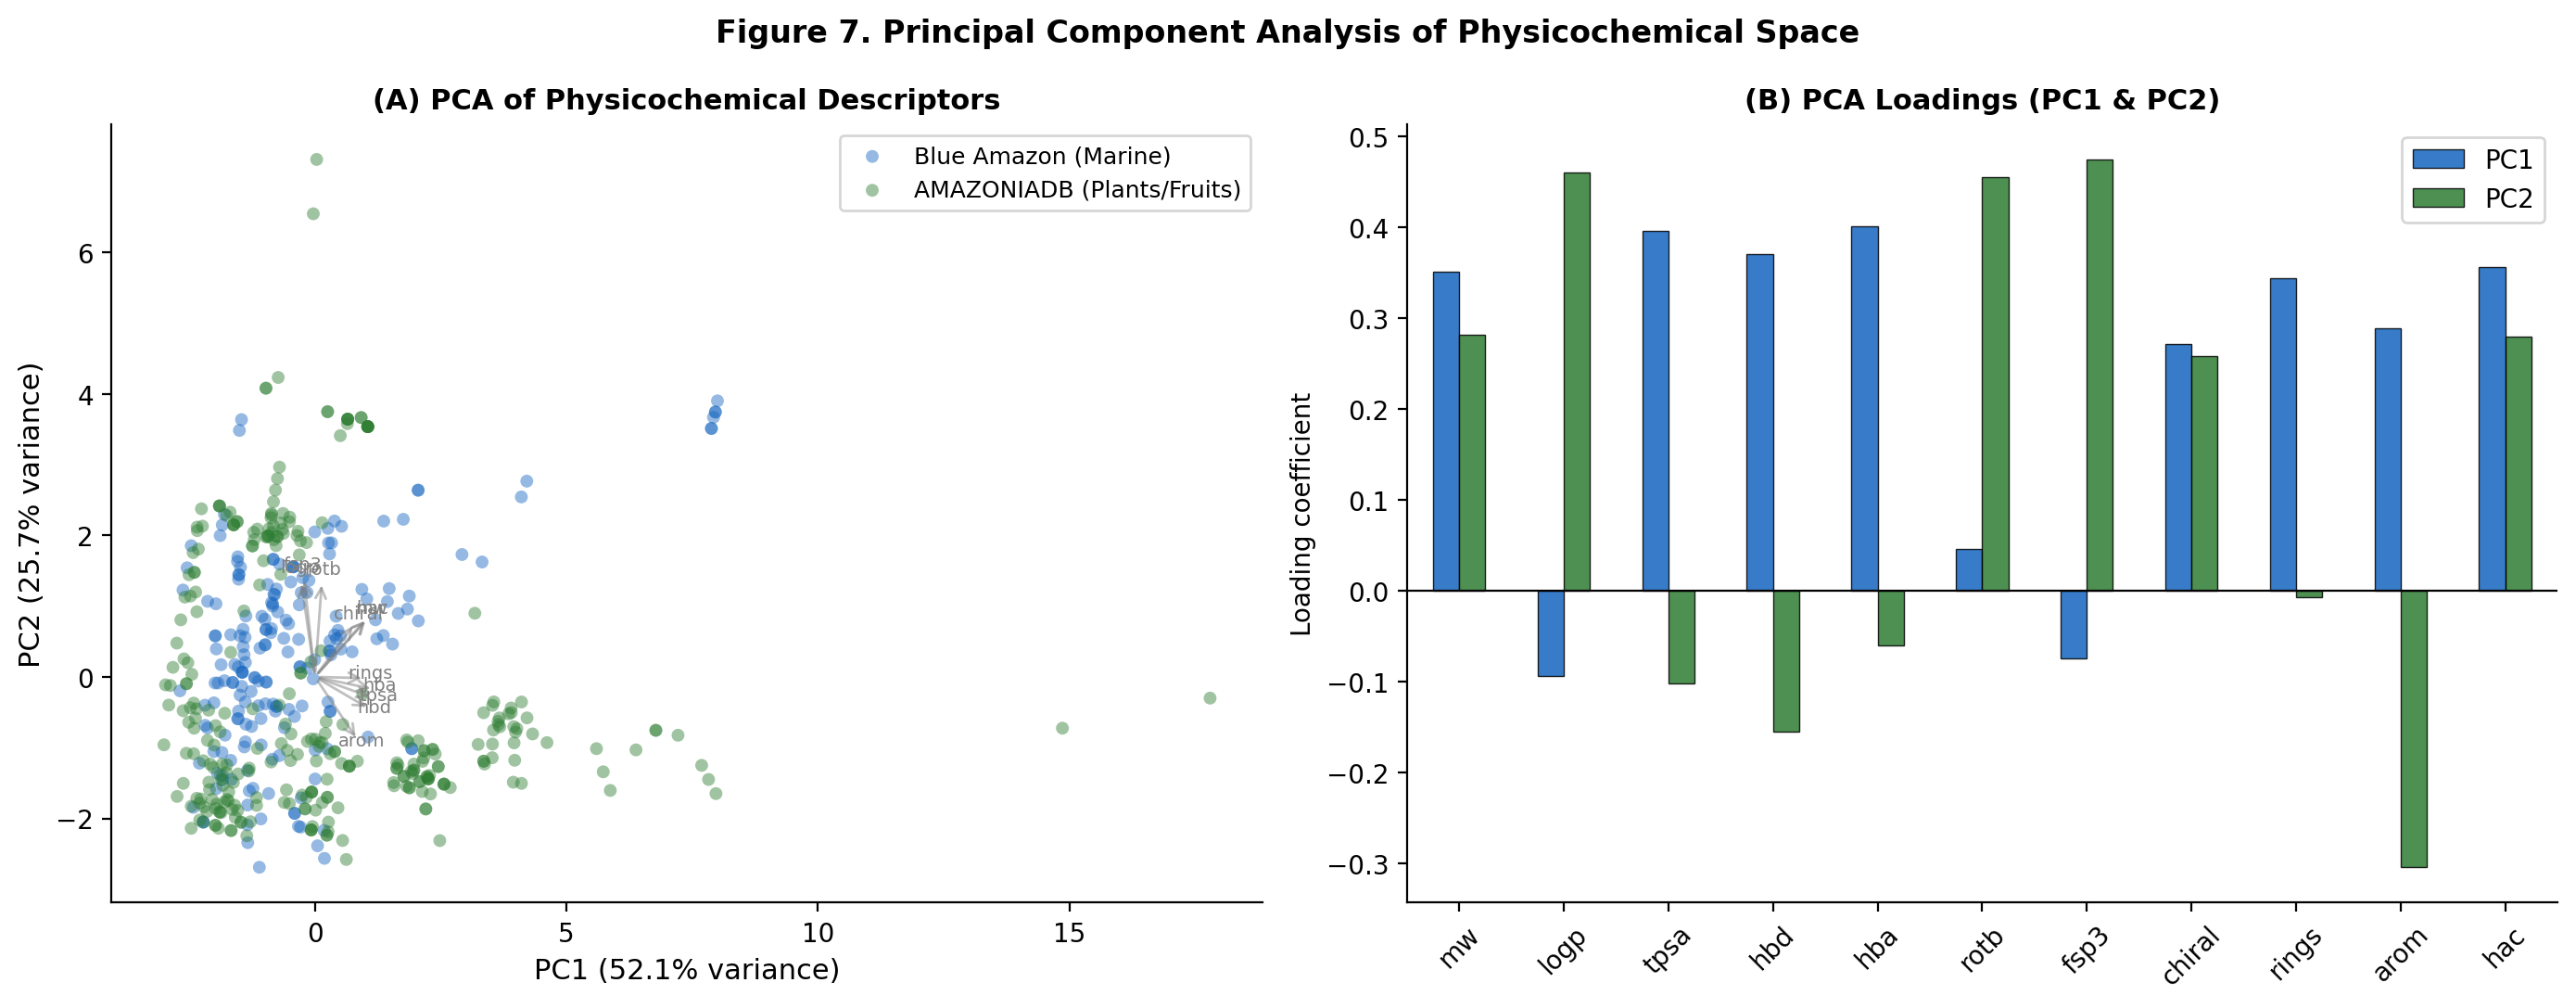 Figure 7. Principal Component Analysis of Physicochemical Space
(A) PCA of Physicochemical Descriptors
Blue Amazon (Marine)
AMAZONIADB (Plants/Fruits)
PC2 (25.7% variance)
6
4
2
0
−2
rotb
chiral
rings
hba
tpsa
hbd
arom
0
5
10
15
PC1 (52.1% variance)
(B) PCA Loadings (PC1 & PC2)
PC1
PC2
Loading coefficient
0.5
0.4
0.3
0.2
0.1
0.0
−0.1
−0.2
−0.3
mw
logp
tpsa
hbd
hba
rotb
fsp3
chiral
rings
arom
hac